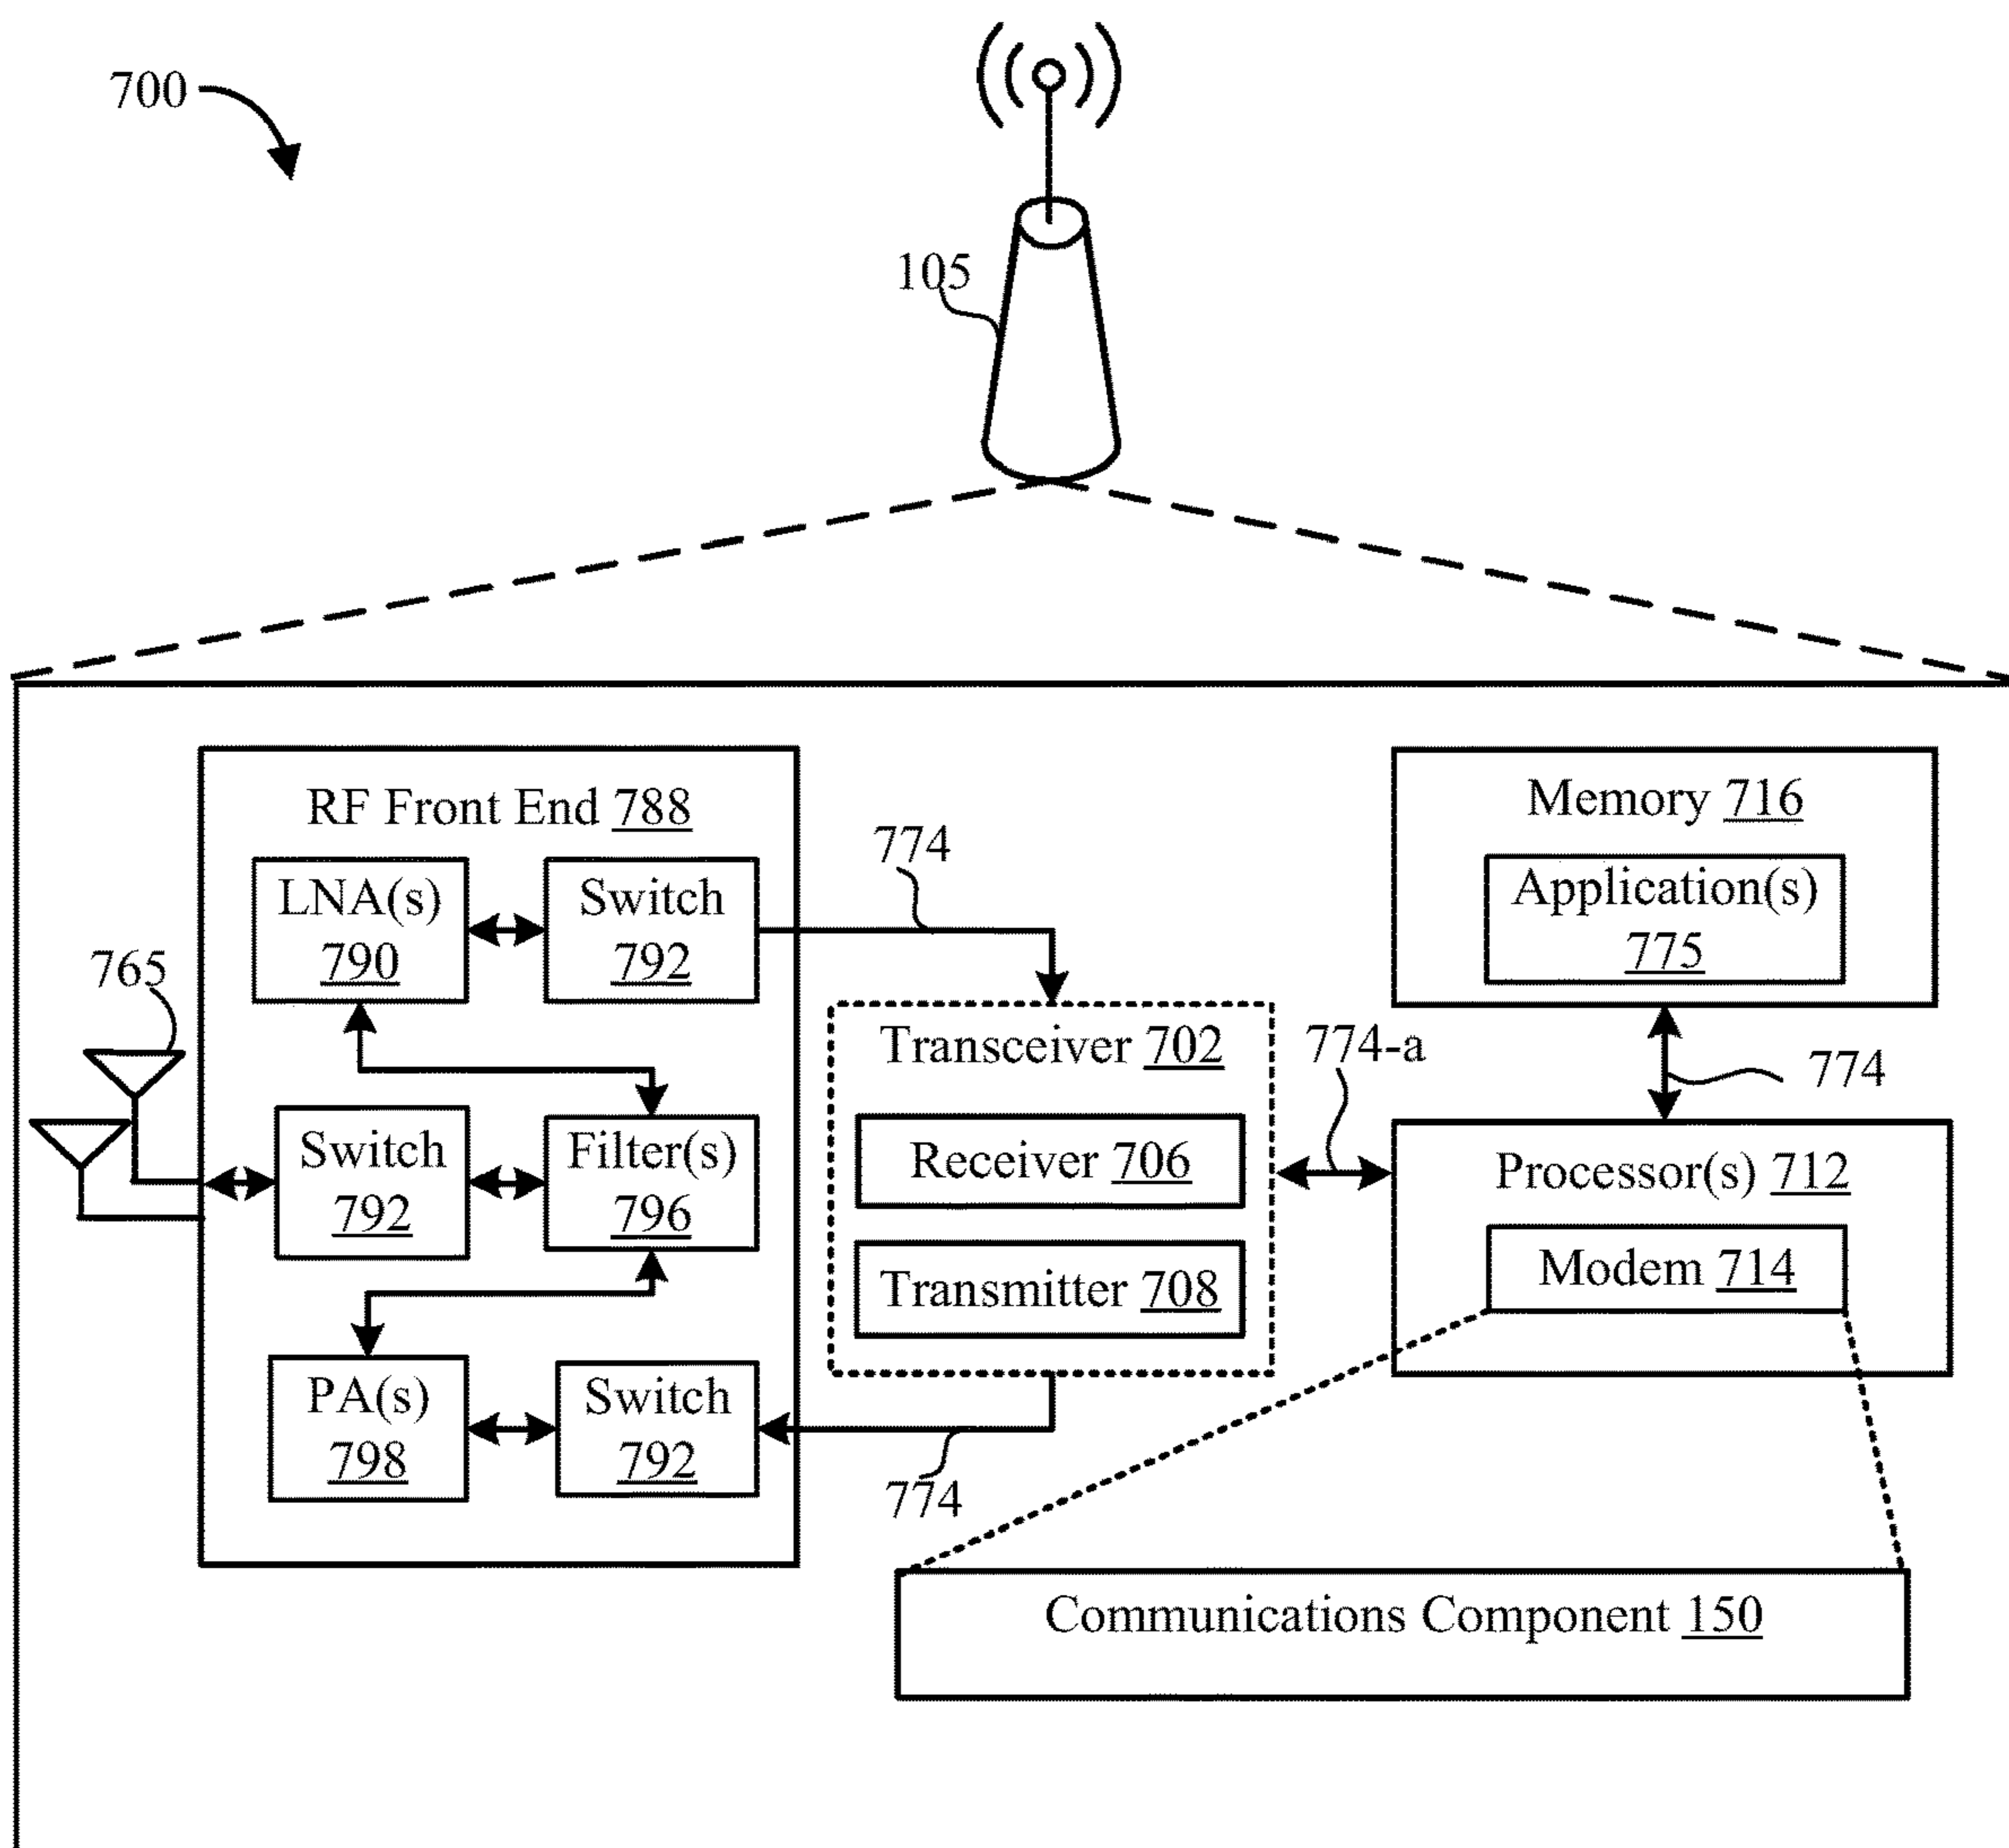 700
105
RF Front End 788
LNA(s)
790
Switch
792
774
765
Switch
792
Filter(s)
796
PA(s)
798
Switch
792
774
Transceiver 702
Receiver 706
Transmitter 708
774-a
Memory 716
Application(s)
775
774
Processor(s) 712
Modem 714
Communications Component 150